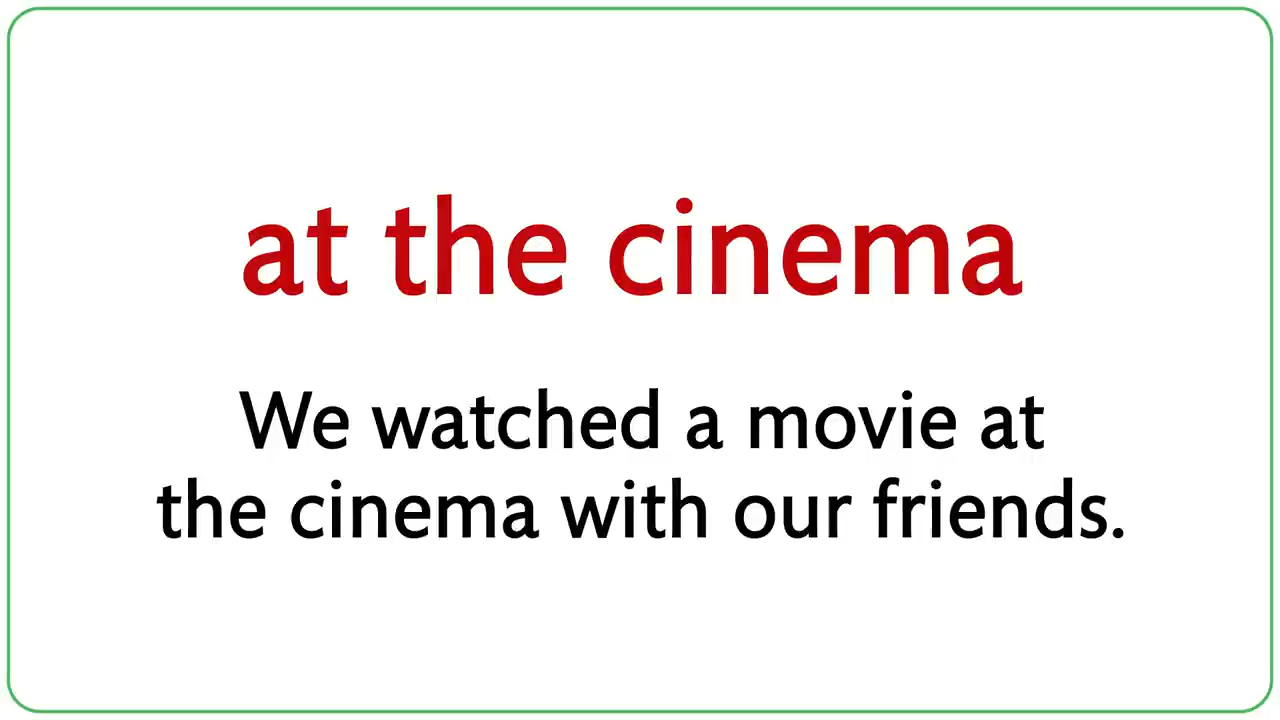 at the cinema
We watched a movie at
the cinema with our friends.